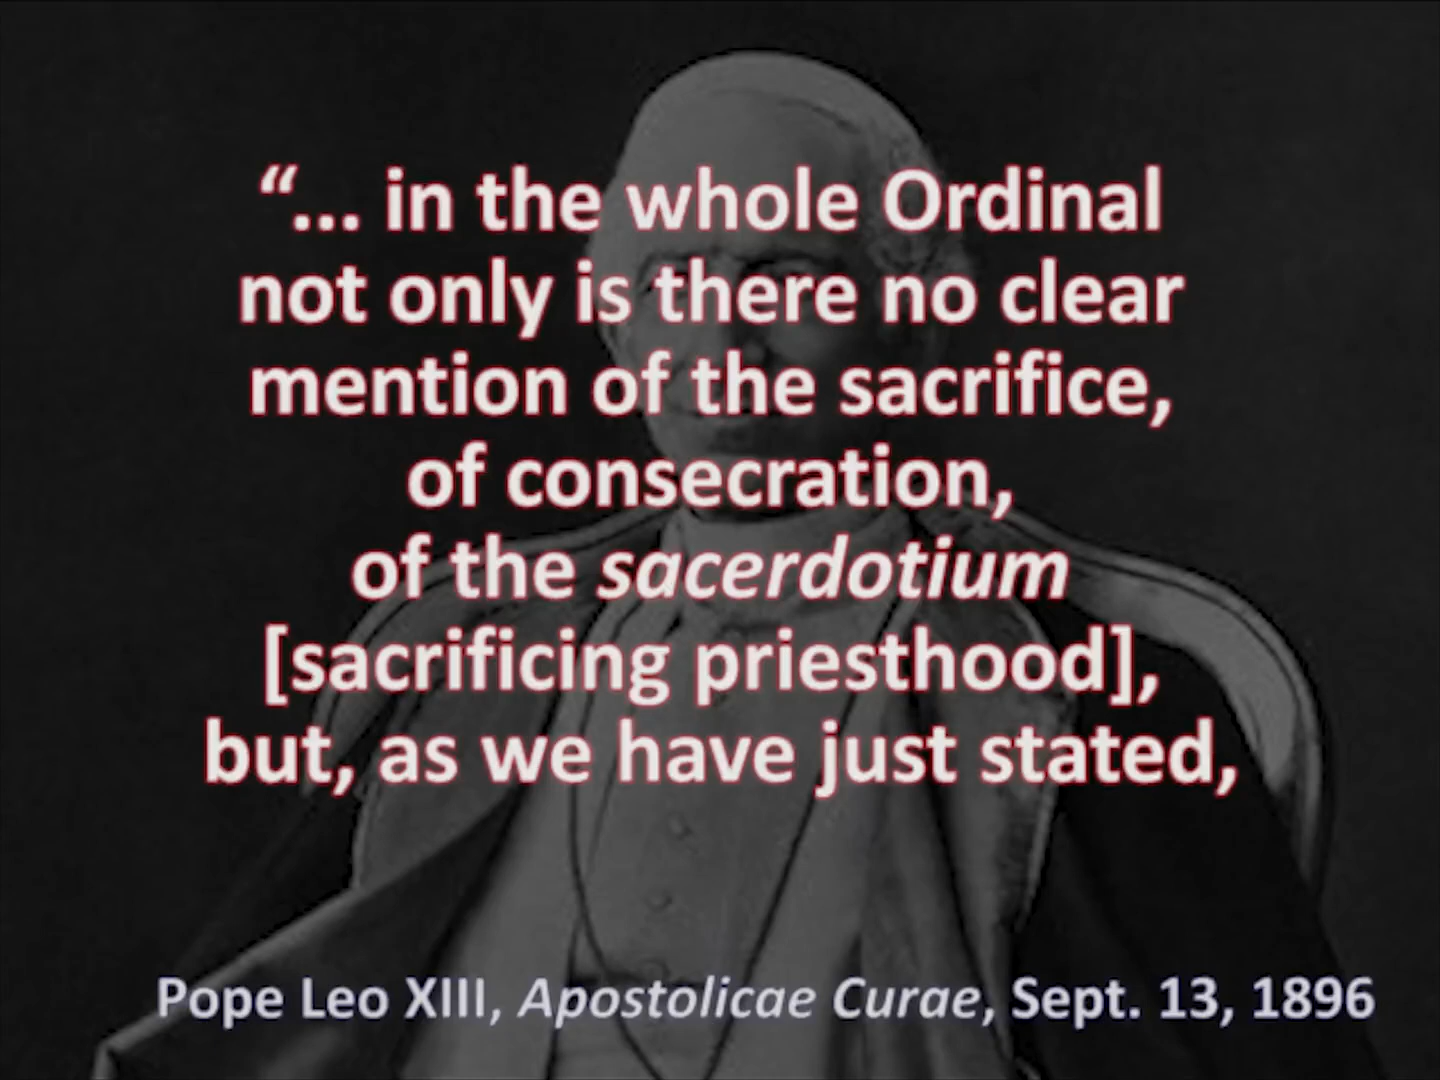 “... in the whole Ordinal
not only is there no clear
mention of the sacrifice,
of consecration,
of the sacerdotium
[sacrificing priesthood],
but, as we have just stated,
Pope Leo XIII, Apostolicae Curae, Sept. 13, 1896